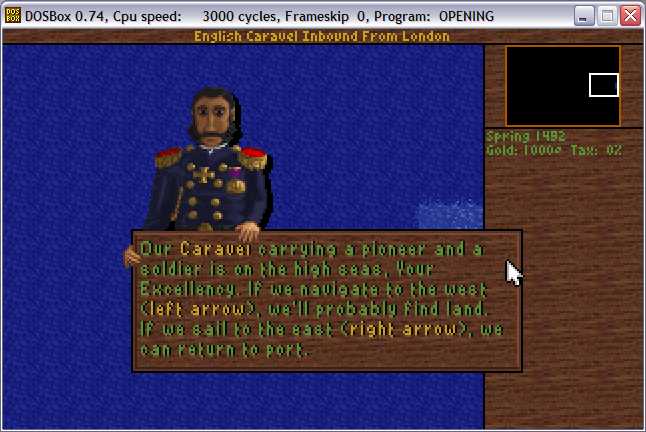 DOSBox 0.74, Cpu speed: 3000 cycles, Frameskip 0, Program: OPENING
English Caravel Inbound From London
Spring 1492
Gold: 1000¢ Tax: 0%
Our Caravel carrying a pioneer and a
soldier is on the high seas, Your
Excellency. If we navigate to the west
(left arrow), we'll probably find land.
If we sail to the east (right arrow), we
can return to port.